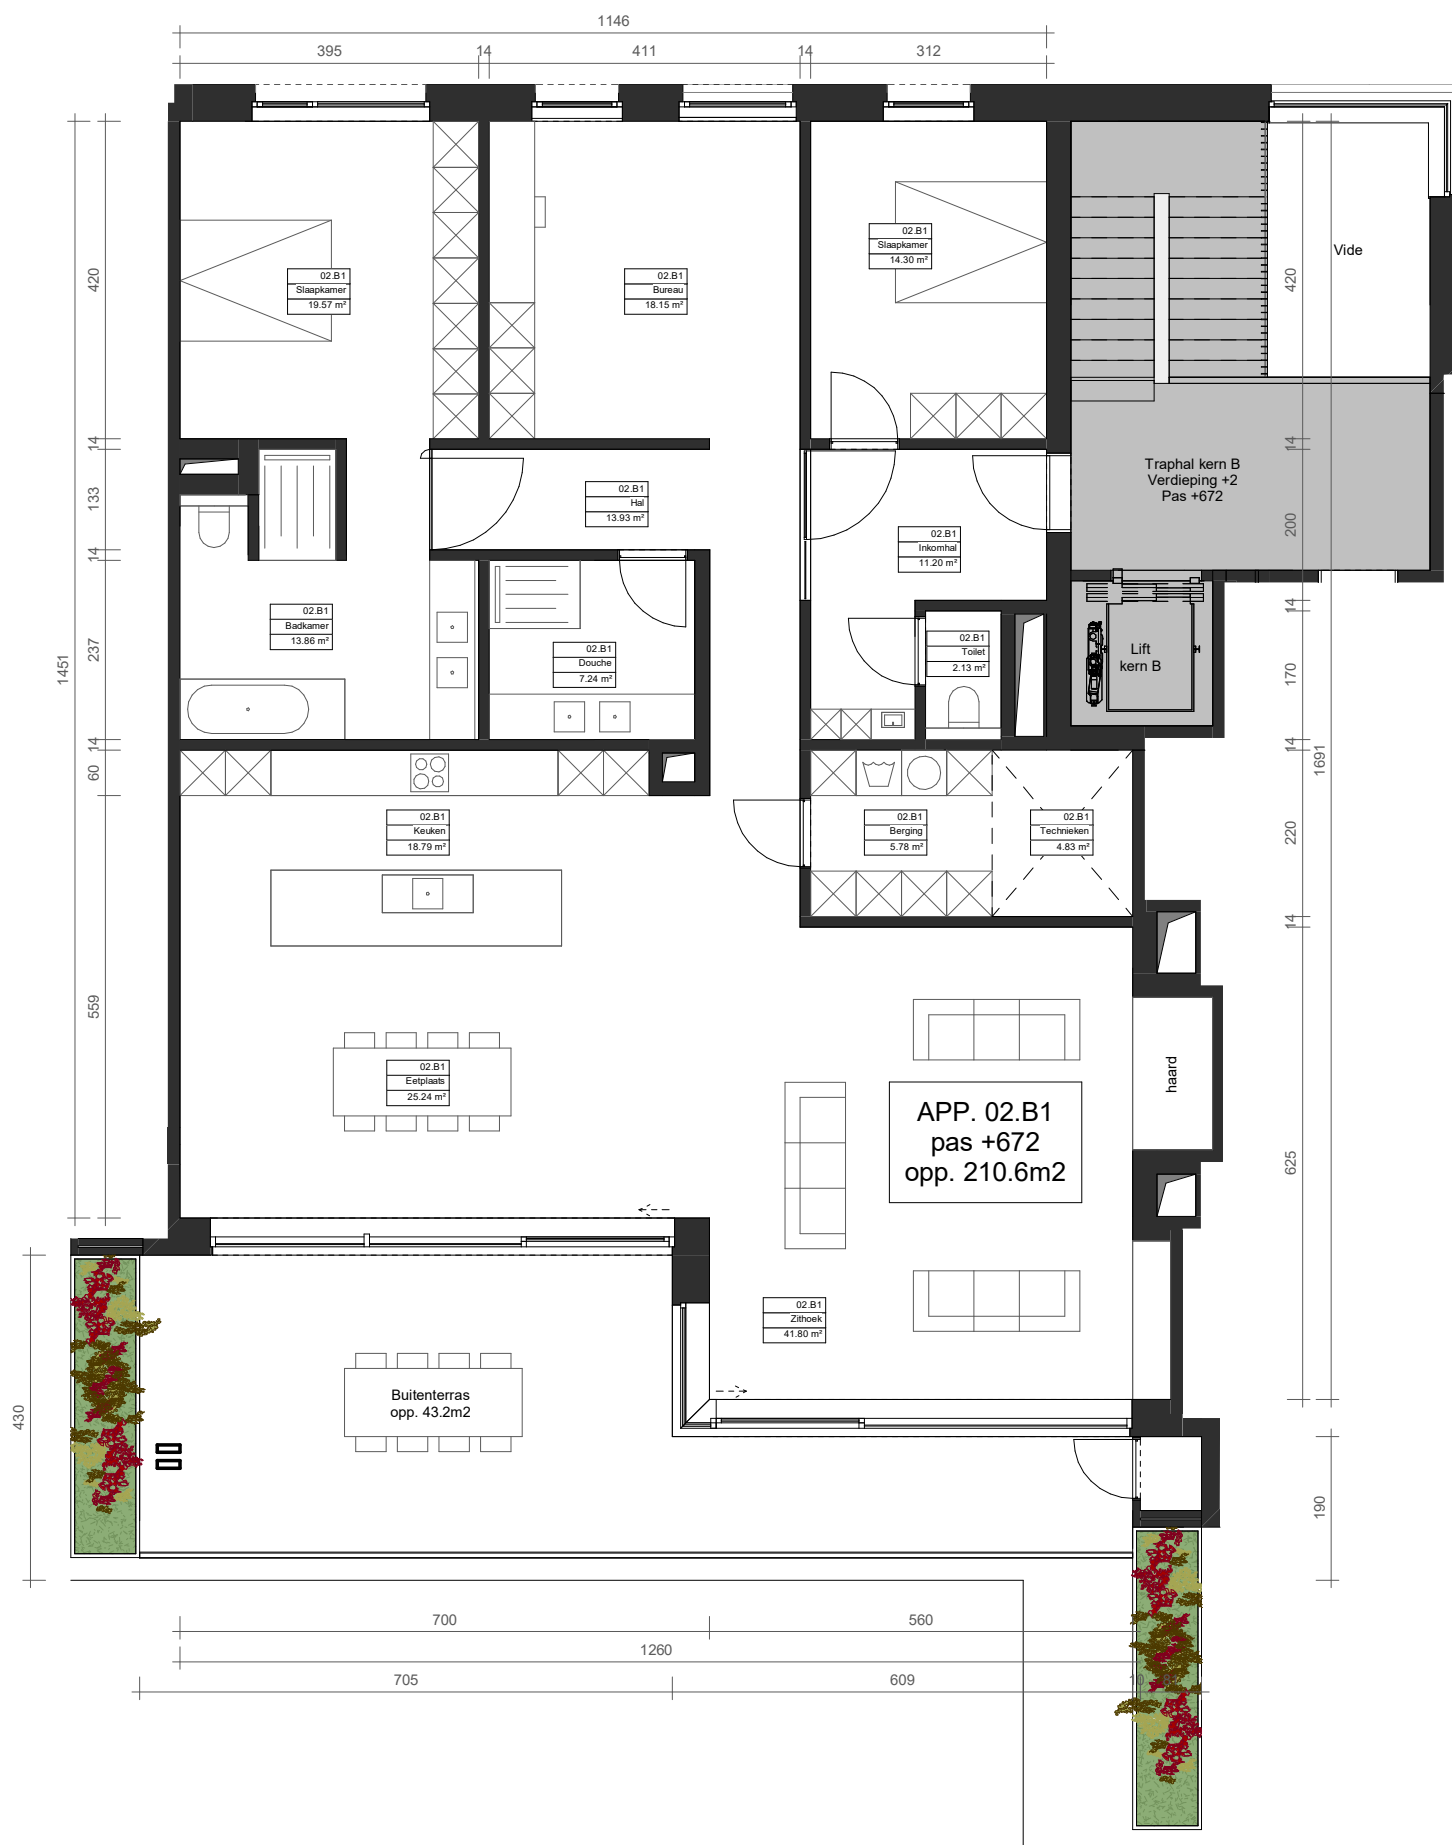 1146
395
14
411
14
312
420
14
133
14
237
14
60
559
1451
430
02.B1
Slaapkamer
19.57 m²
02.B1
Bureau
18.15 m²
02.B1
Slaapkamer
14.30 m²
Vide
420
14
200
14
170
14
220
14
625
1691
190
Traphal kern B
Verdieping +2
Pas +672
02.B1
Hal
13.93 m²
02.B1
Inkomhal
11.20 m²
02.B1
Badkamer
13.86 m²
02.B1
Douche
7.24 m²
02.B1
Toilet
2.13 m²
Lift
kern B
02.B1
Keuken
18.79 m²
02.B1
Berging
5.78 m²
02.B1
Technieken
4.83 m²
02.B1
Eetplaats
25.24 m²
haard
APP. 02.B1
pas +672
opp. 210.6m2
02.B1
Zithoek
41.80 m²
Buitenterras
opp. 43.2m2
700
560
1260
705
609
10